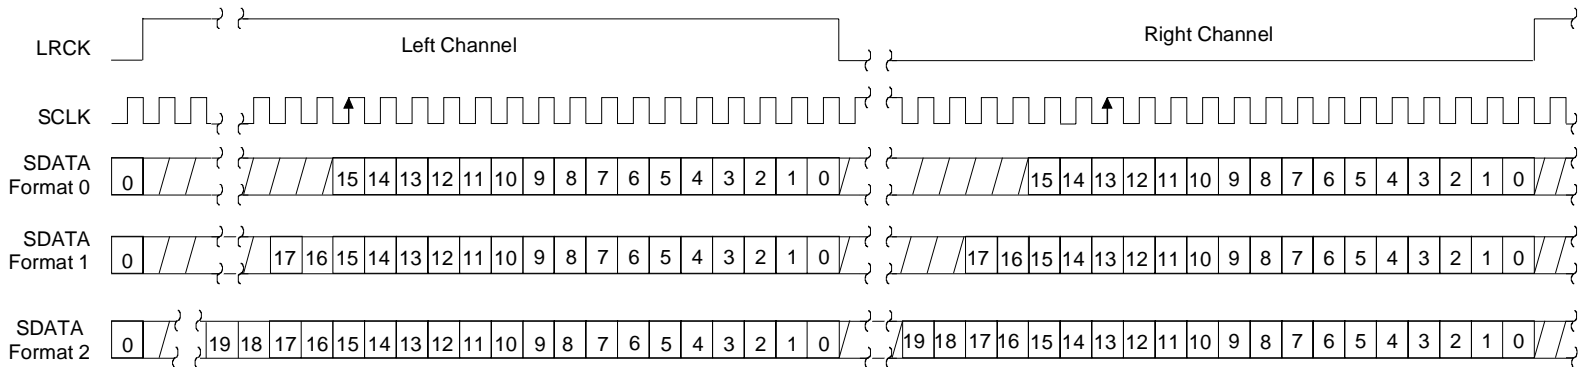 LRCK
Left Channel
Right Channel
SCLK
SDATA
Format 0
0 15 14 13 12 11 10 9 8 7 6 5 4 3 2 1 0 15 14 13 12 11 10 9 8 7 6 5 4 3 2 1 0
SDATA
Format 1
0 17 16 15 14 13 12 11 10 9 8 7 6 5 4 3 2 1 0 17 16 15 14 13 12 11 10 9 8 7 6 5 4 3 2 1 0
SDATA
Format 2
0 19 18 17 16 15 14 13 12 11 10 9 8 7 6 5 4 3 2 1 0 19 18 17 16 15 14 13 12 11 10 9 8 7 6 5 4 3 2 1 0